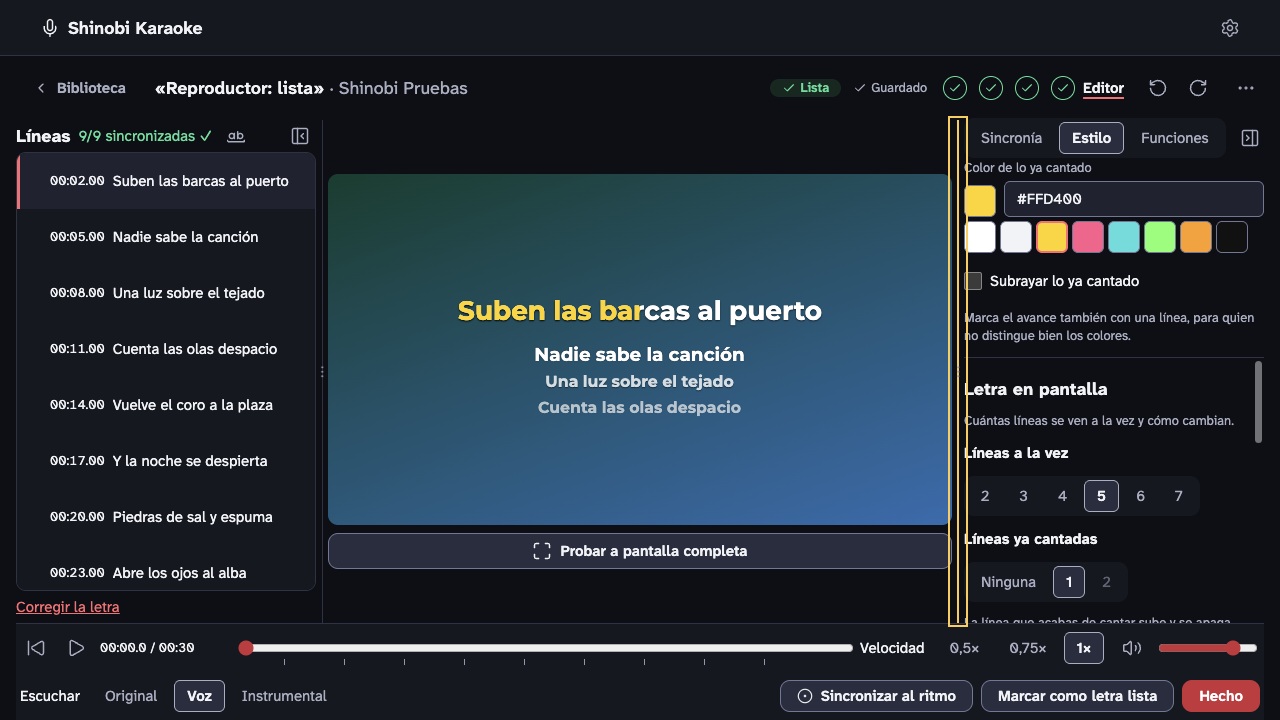 Shinobi Karaoke
Biblioteca
«Reproductor: lista» · Shinobi Pruebas
Lista
Guardado
Editor
Líneas 9/9 sincronizadas
ab
00:02.00 Suben las barcas al puerto
00:05.00 Nadie sabe la canción
00:08.00 Una luz sobre el tejado
00:11.00 Cuenta las olas despacio
00:14.00 Vuelve el coro a la plaza
00:17.00 Y la noche se despierta
00:20.00 Piedras de sal y espuma
00:23.00 Abre los ojos al alba
Corregir la letra
Suben las barcas al puerto
Nadie sabe la canción
Una luz sobre el tejado
Cuenta las olas despacio
Probar a pantalla completa
Sincronía Estilo Funciones
Color de lo ya cantado
#FFD400
Subrayar lo ya cantado
Marca el avance también con una línea, para quien
no distingue bien los colores.
Letra en pantalla
Cuántas líneas se ven a la vez y cómo cambian.
Líneas a la vez
2 3 4 5 6 7
Líneas ya cantadas
Ninguna 1 2
La línea que acabas de cantar sube y se apaga
00:00.0 / 00:30
Velocidad 0,5× 0,75× 1×
Escuchar Original Voz Instrumental
Sincronizar al ritmo
Marcar como letra lista
Hecho